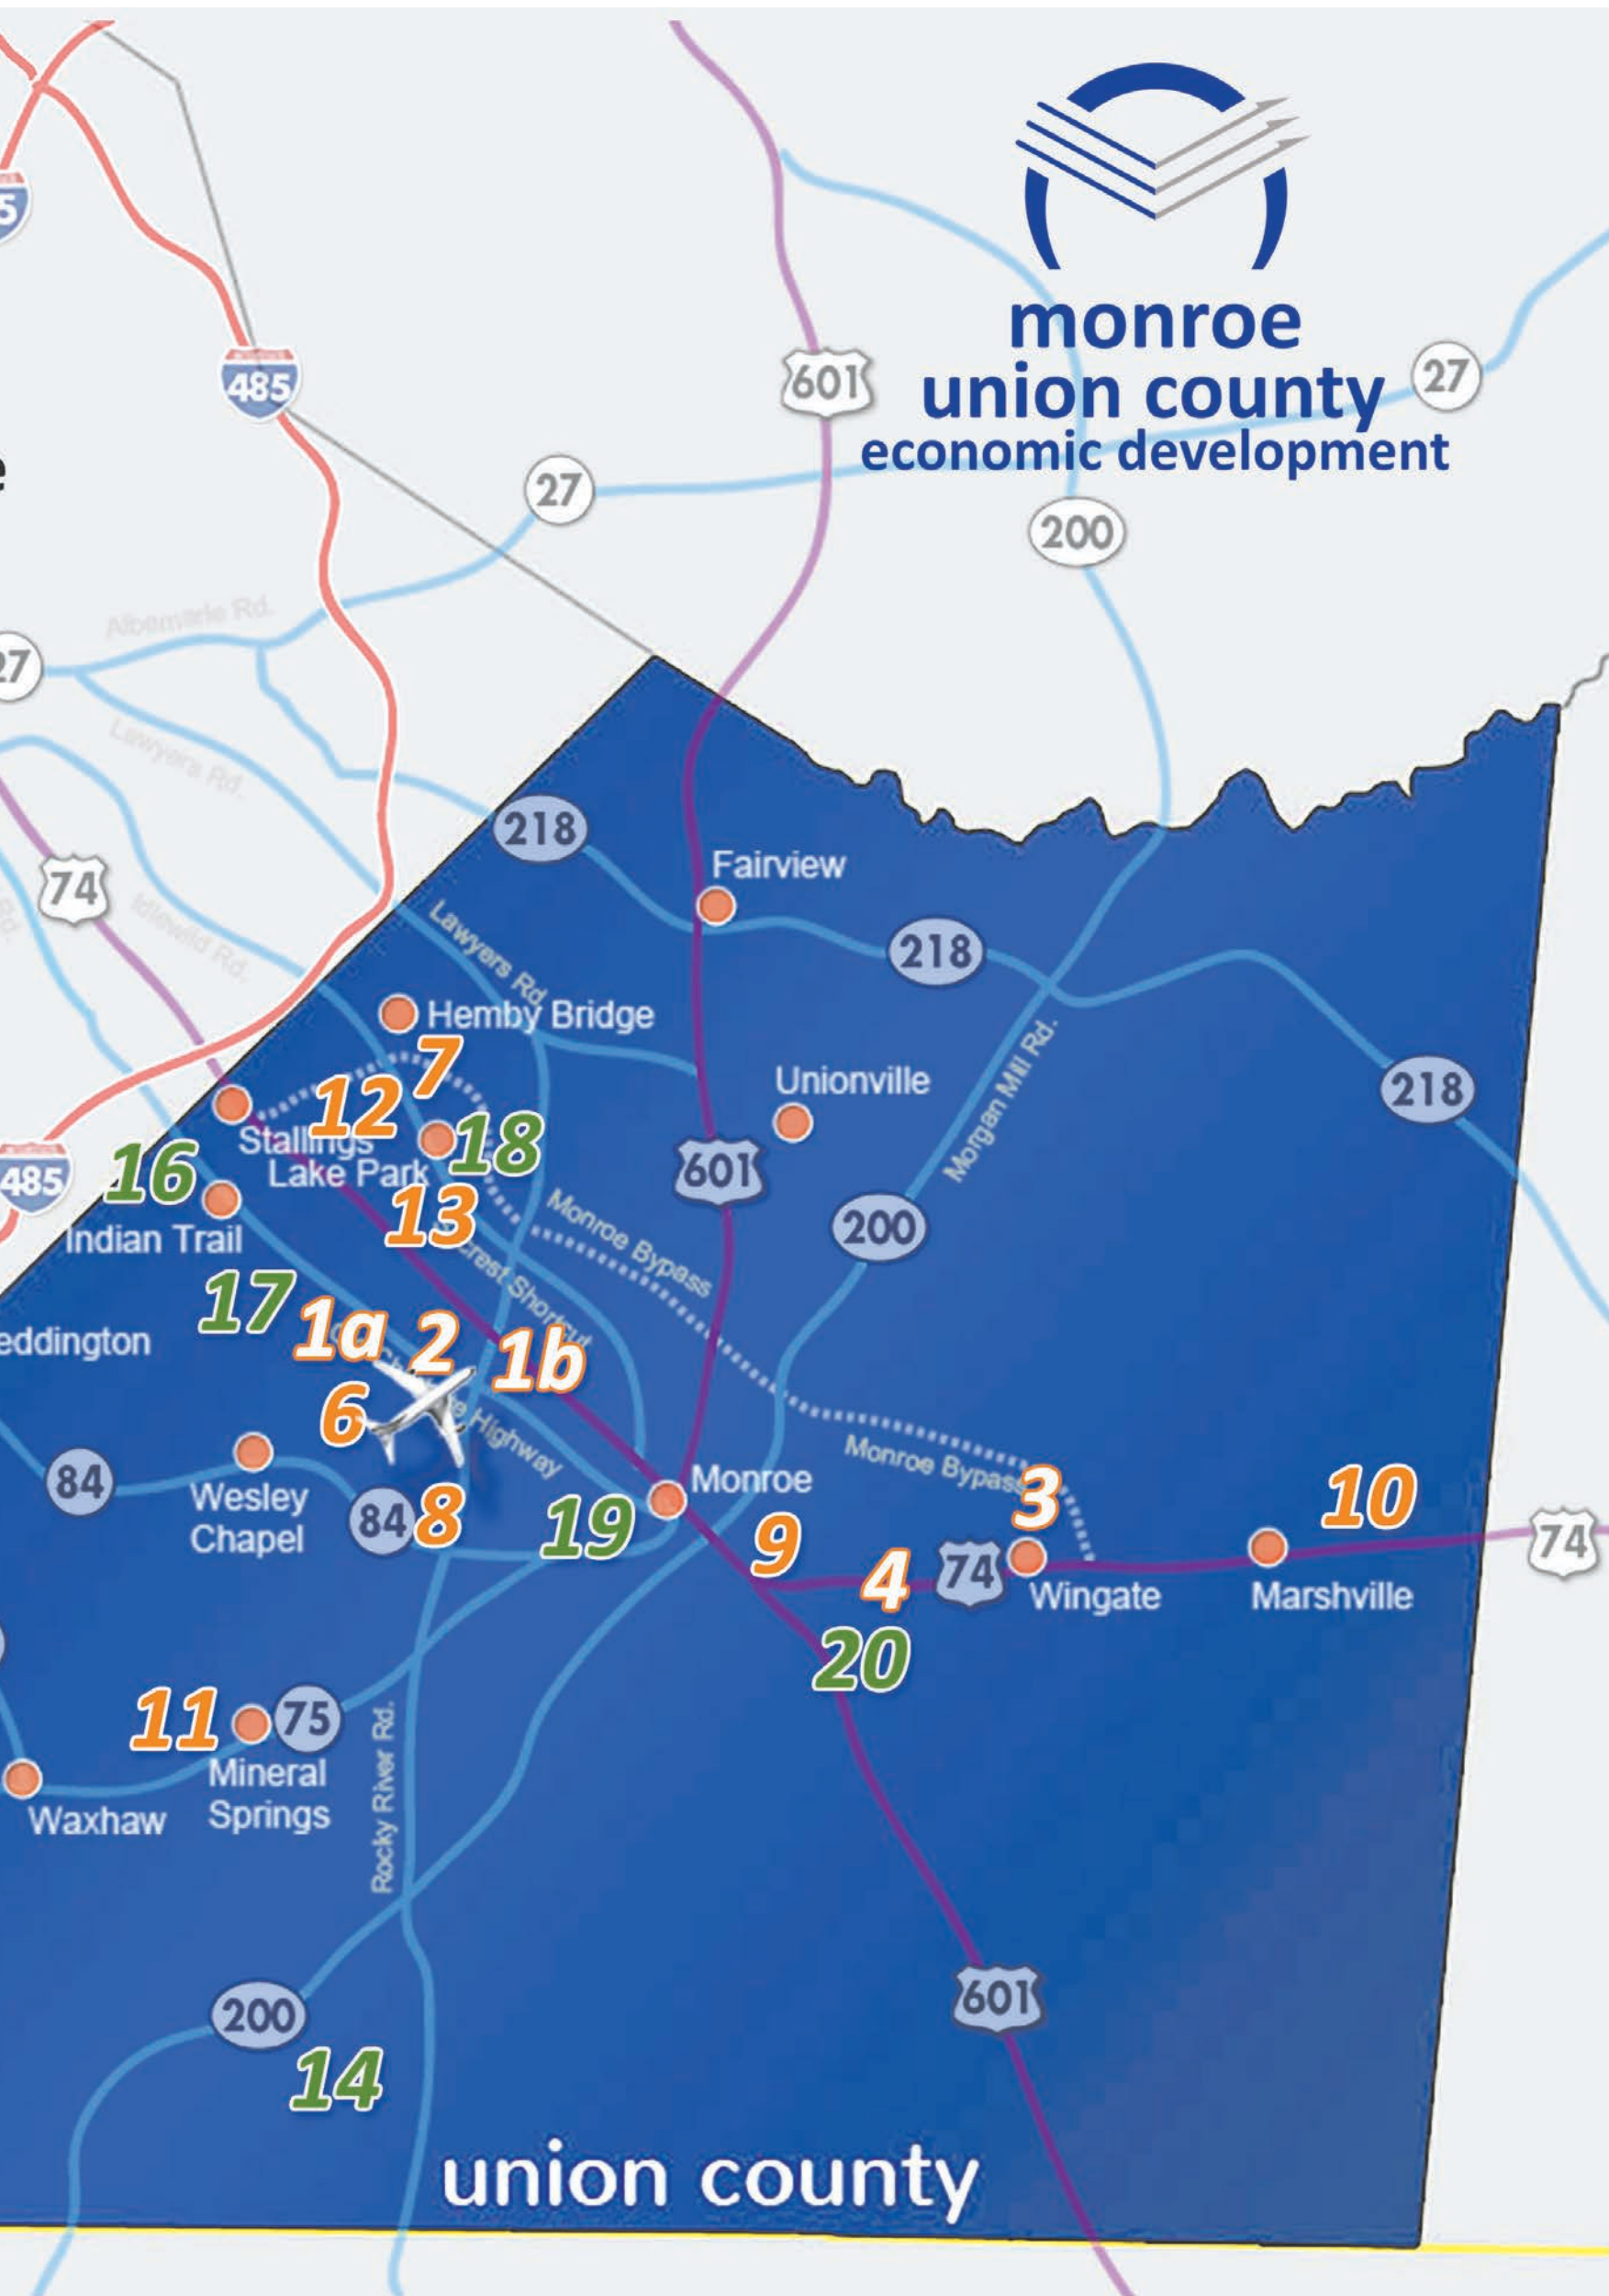 monroe
union county
economic development
485
601
27
27
200
Albemarle Rd.
Lawyers Rd.
218
74
Fairview
Idlewild Rd.
Lawyers Rd.
218
Hemby Bridge
7
Unionville
Morgan Mill Rd.
218
12
Stallings
18
16
Lake Park
485
601
13
Monroe Bypass
200
Indian Trail
17
1a
2
1b
6
Highway
Monroe Bypass
84
Wesley
Chapel
84
8
19
Monroe
9
3
10
4
74
Wingate
Marshville
74
20
11
75
Mineral
Springs
Waxhaw
Rocky River Rd.
601
200
14
union county